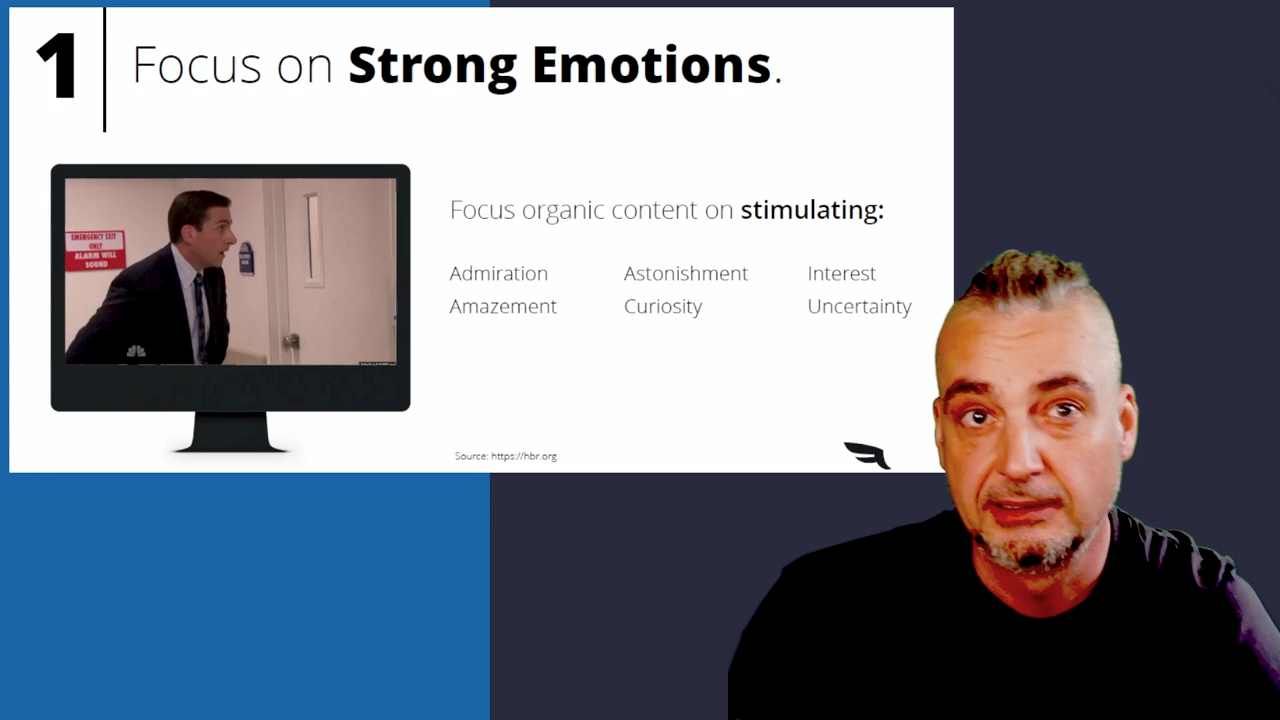 1
Focus on Strong Emotions.
EMERGENCY EXIT
ONLY
ALARM WILL
SOUND
Focus organic content on stimulating:
Admiration Astonishment Interest
Amazement Curiosity Uncertainty
Source: https://hbr.org